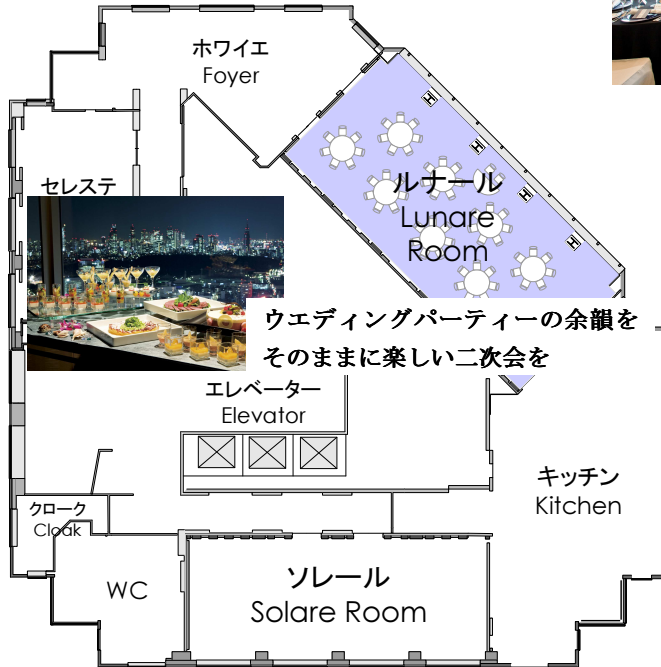 ホワイエ
Foyer
セレステ
ルナール
Lunare
Room
ウエディングパーティーの余韻を
そのままに楽しい二次会を
エレベーター
Elevator
キッチン
Kitchen
クローク
Cloak
WC
ソレール
Solare Room